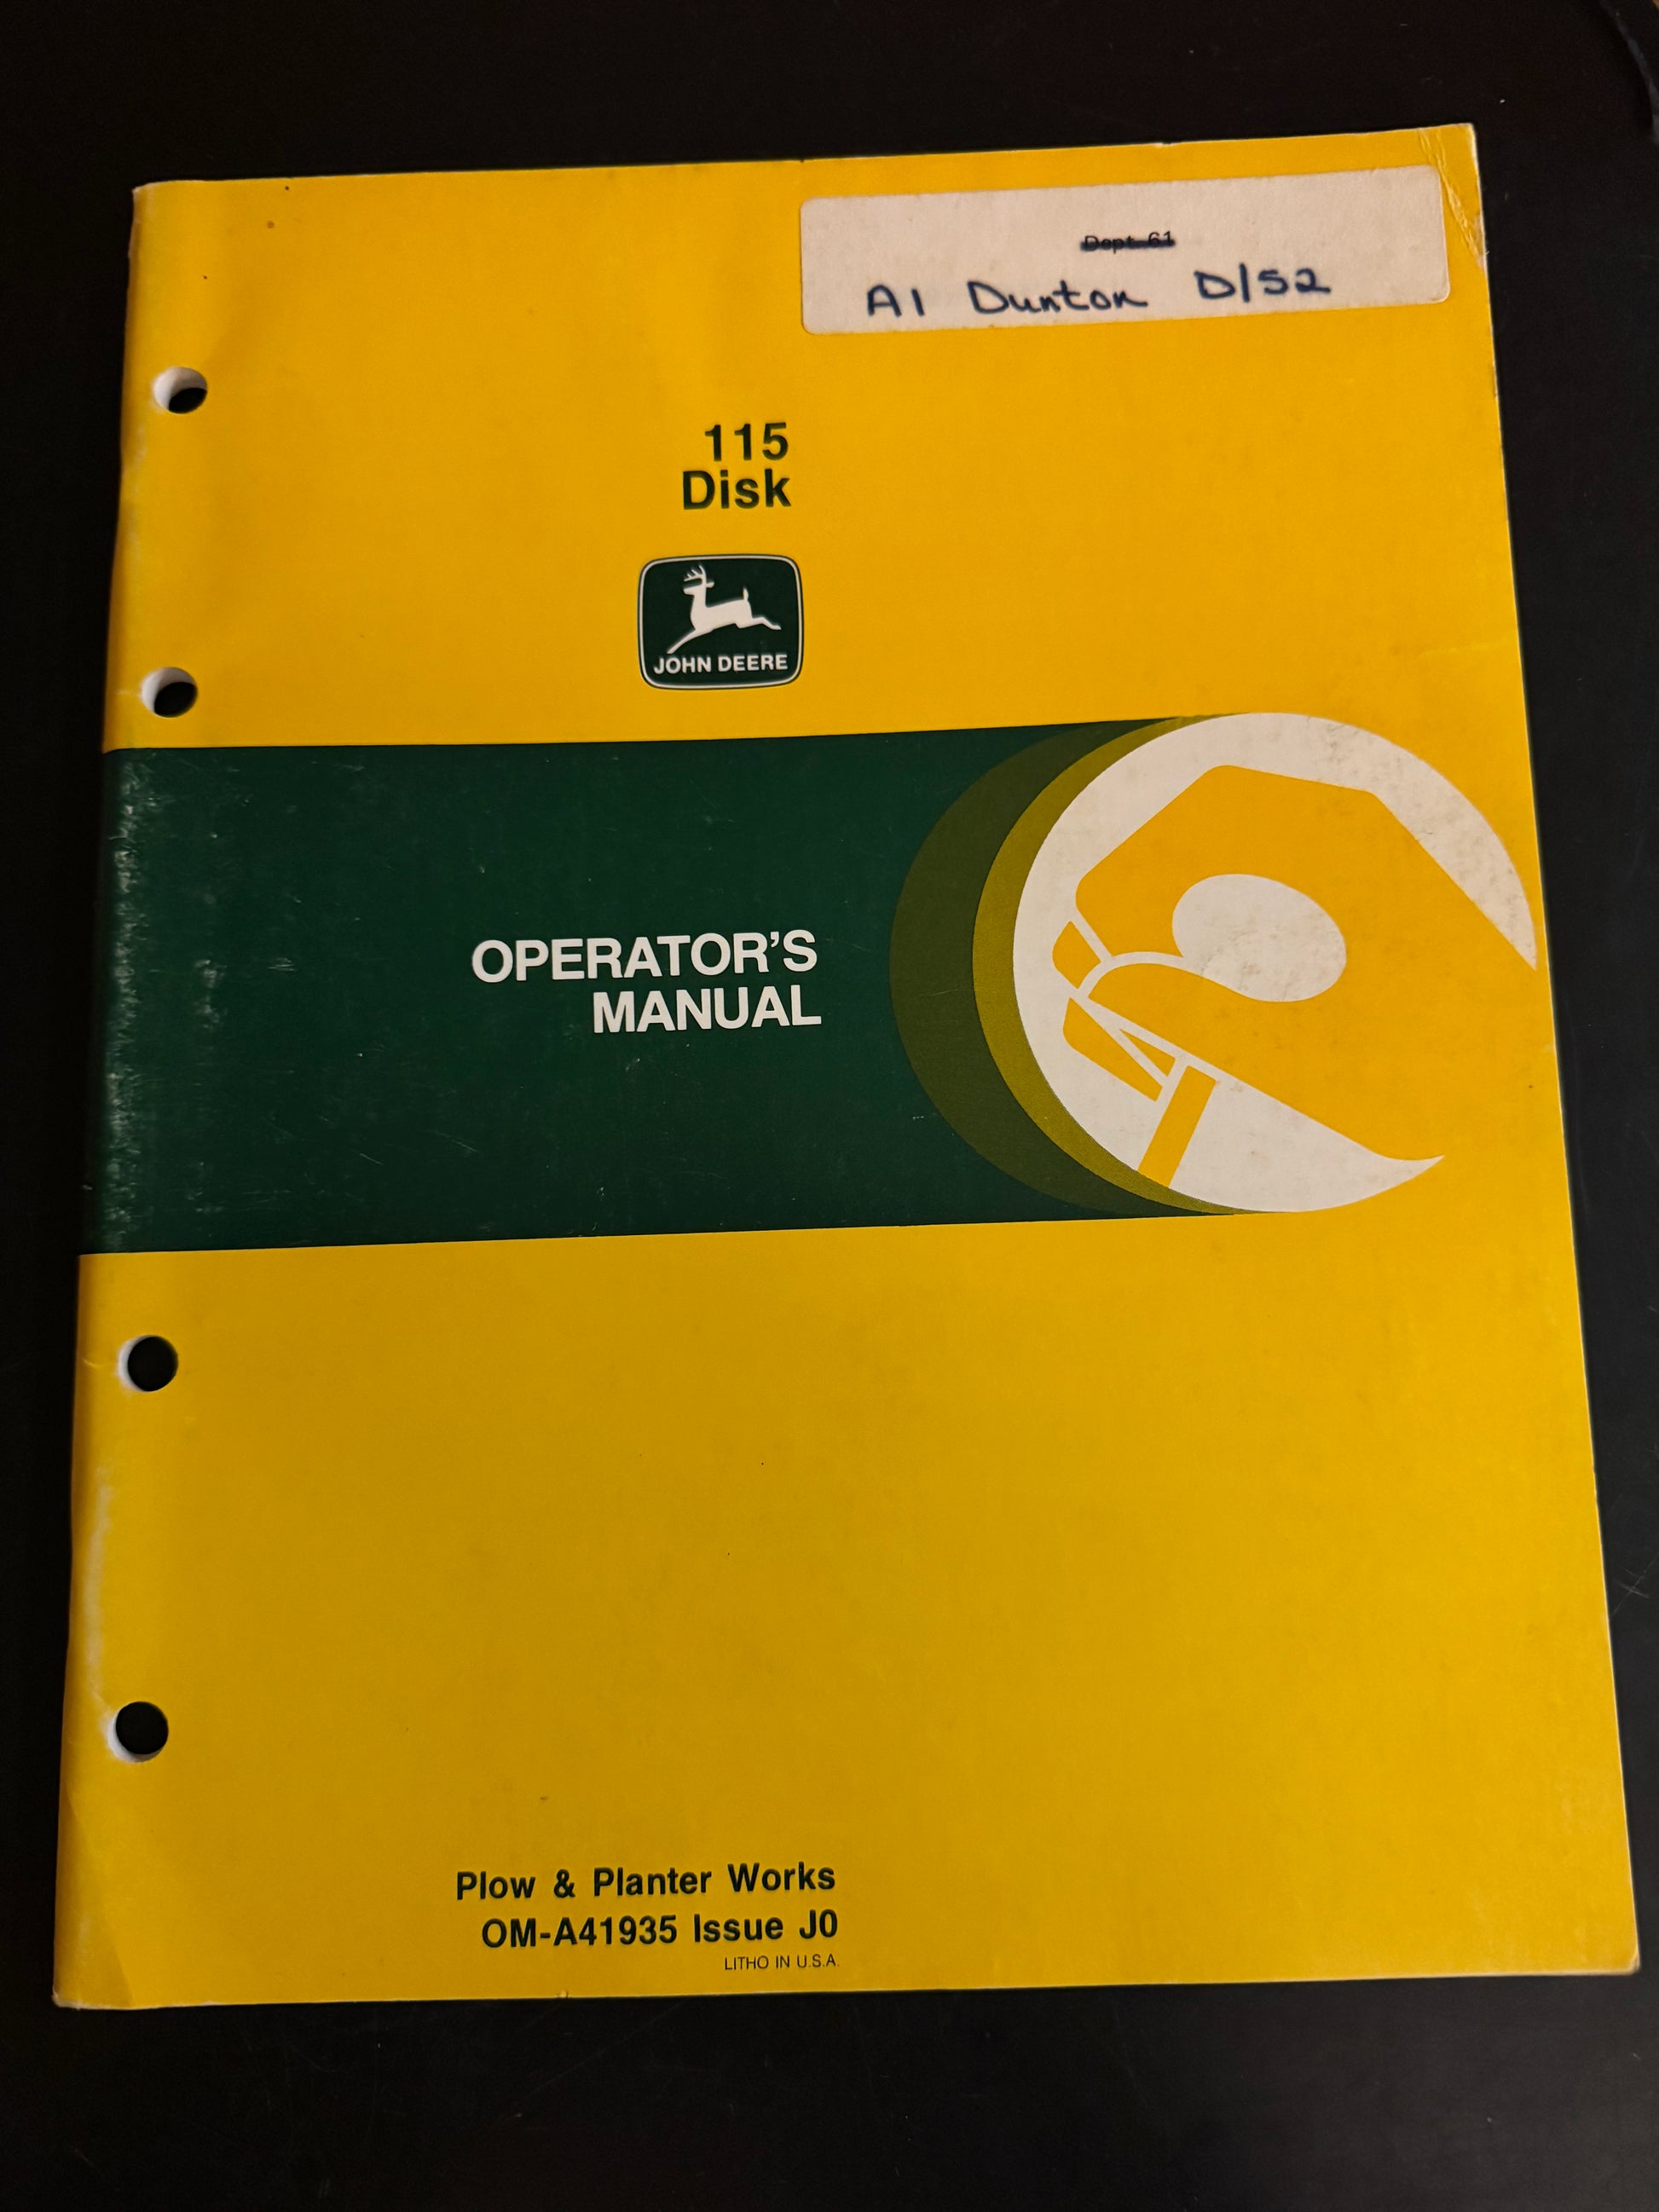 Dept 61
Al Dunton D/52
115
Disk
JOHN DEERE
OPERATOR'S
MANUAL
Plow & Planter Works
OM-A41935 Issue J0
LITHO IN U.S.A.